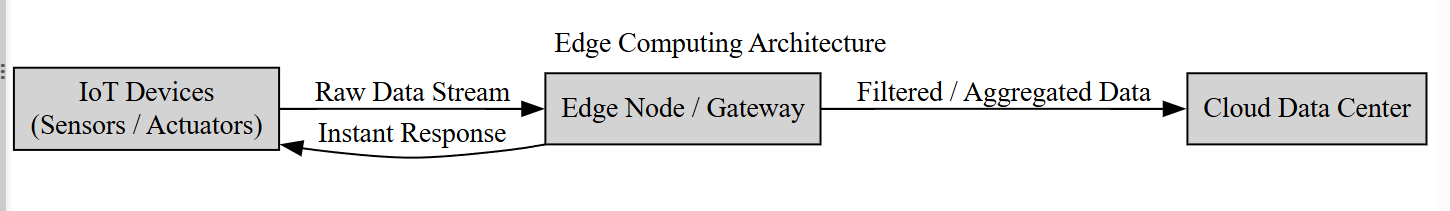 Edge Computing Architecture
IoT Devices
(Sensors / Actuators)
Raw Data Stream
Instant Response
Edge Node / Gateway
Filtered / Aggregated Data
Cloud Data Center